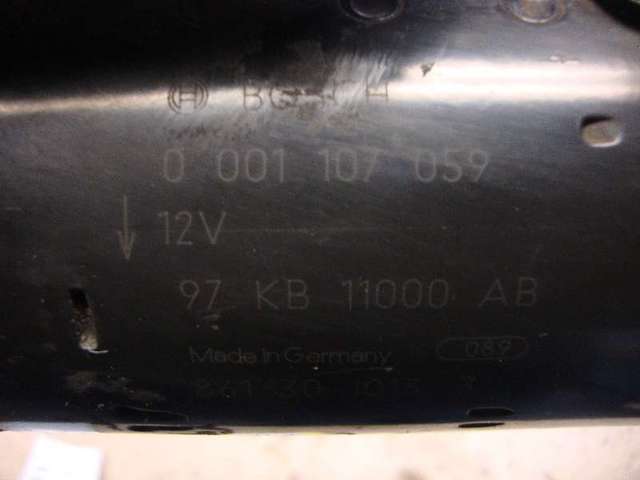 BOSCH
0 001 107 059
12V
97 KB 11000 AB
Made in Germany
089